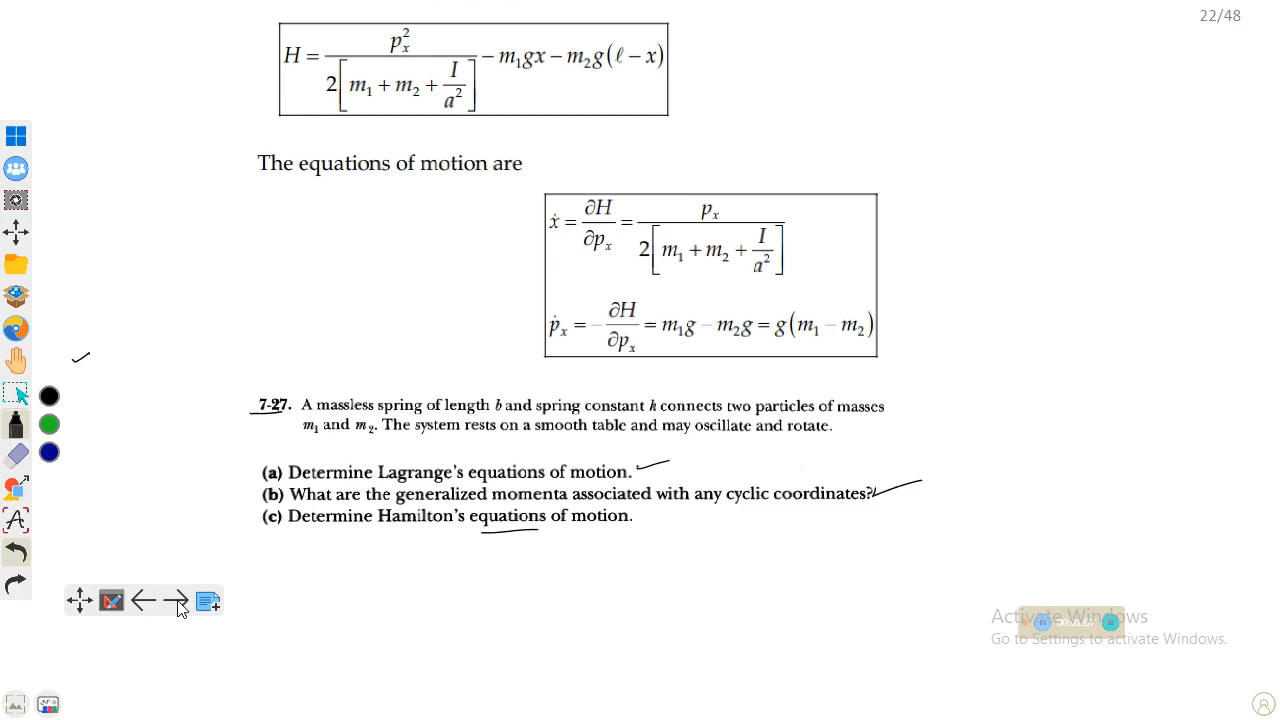 22/48
H = p_x^2 / 2[m_1 + m_2 + I/a^2] − m_1gx − m_2g(ℓ − x)
The equations of motion are
ẋ = ∂H/∂p_x = p_x / 2[m_1 + m_2 + I/a^2]
ṗ_x = −∂H/∂p_x = m_1g − m_2g = g(m_1 − m_2)
7-27. A massless spring of length b and spring constant k connects two particles of masses
m_1 and m_2. The system rests on a smooth table and may oscillate and rotate.
(a) Determine Lagrange's equations of motion.
(b) What are the generalized momenta associated with any cyclic coordinates?
(c) Determine Hamilton's equations of motion.
Activate Windows
Go to Settings to activate Windows.